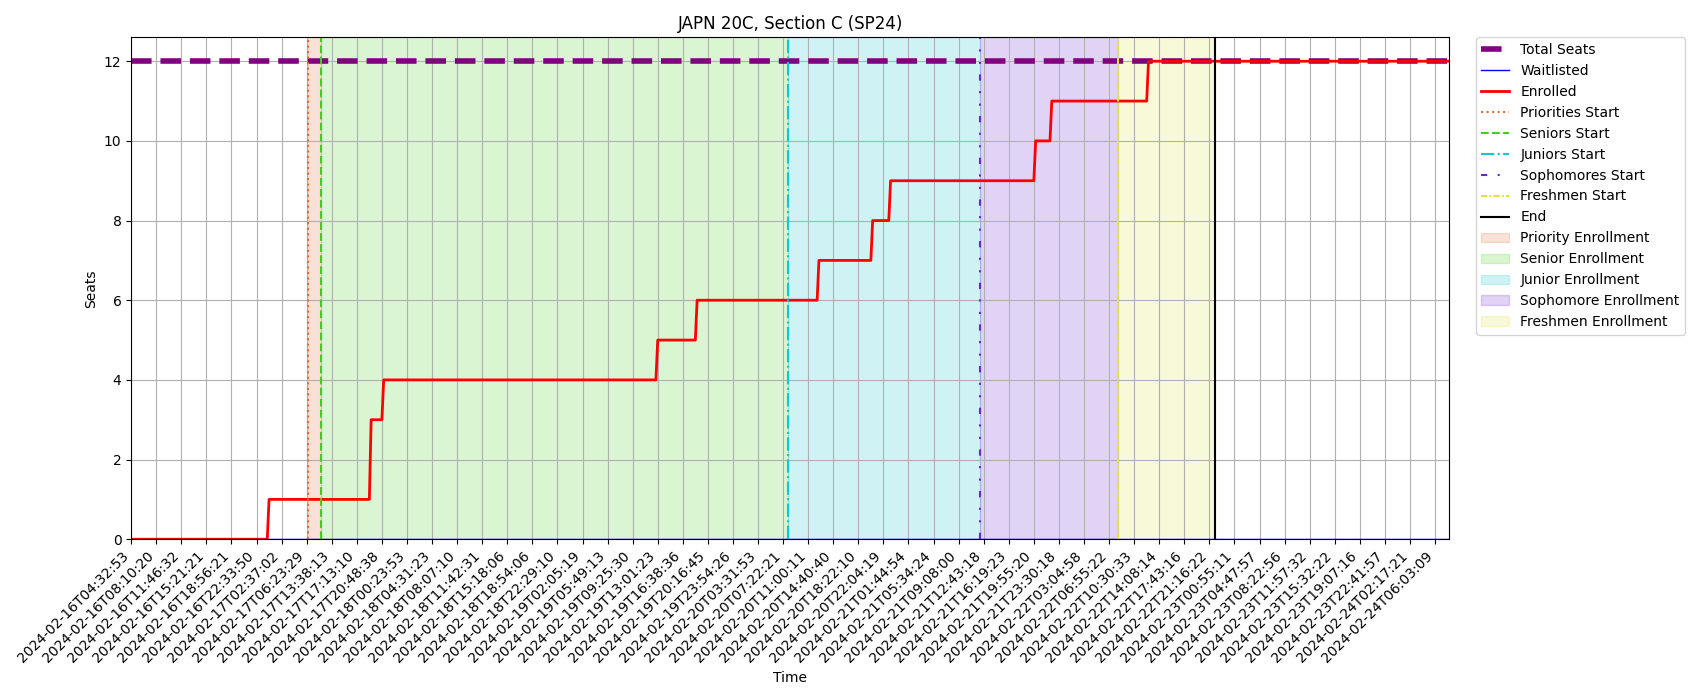 JAPN 20C, Section C (SP24)
Seats
12
10
8
6
4
2
0
2024-02-16T04:32:53
2024-02-16T08:10:20
2024-02-16T11:46:32
2024-02-16T15:21:21
2024-02-16T18:56:21
2024-02-16T22:33:50
2024-02-17T02:37:02
2024-02-17T06:23:29
2024-02-17T13:38:13
2024-02-17T17:13:10
2024-02-17T20:48:38
2024-02-18T00:23:53
2024-02-18T04:31:23
2024-02-18T08:07:10
2024-02-18T11:42:31
2024-02-18T15:18:06
2024-02-18T18:54:06
2024-02-18T22:29:10
2024-02-19T02:05:19
2024-02-19T05:49:13
2024-02-19T09:25:30
2024-02-19T13:01:23
2024-02-19T16:38:36
2024-02-19T20:16:45
2024-02-19T23:54:26
2024-02-20T03:31:53
2024-02-20T07:22:21
2024-02-20T11:00:11
2024-02-20T14:40:40
2024-02-20T18:22:10
2024-02-20T22:04:19
2024-02-21T01:44:54
2024-02-21T05:34:24
2024-02-21T09:08:00
2024-02-21T12:43:18
2024-02-21T16:19:23
2024-02-21T19:55:20
2024-02-21T23:30:18
2024-02-22T03:04:58
2024-02-22T06:55:22
2024-02-22T10:30:33
2024-02-22T14:08:14
2024-02-22T17:43:16
2024-02-22T21:16:22
2024-02-23T00:55:11
2024-02-23T04:47:57
2024-02-23T08:22:56
2024-02-23T11:57:32
2024-02-23T15:32:22
2024-02-23T19:07:16
2024-02-23T22:41:57
2024-02-24T02:17:21
2024-02-24T06:03:09
Time
Total Seats
Waitlisted
Enrolled
Priorities Start
Seniors Start
Juniors Start
Sophomores Start
Freshmen Start
End
Priority Enrollment
Senior Enrollment
Junior Enrollment
Sophomore Enrollment
Freshmen Enrollment